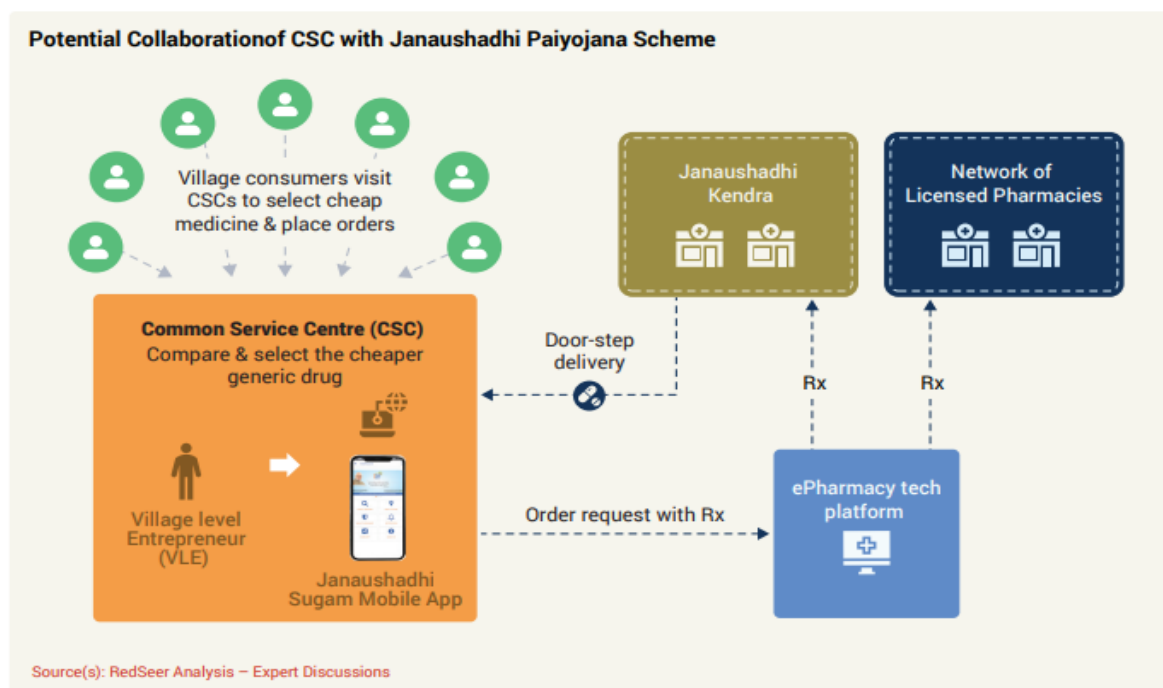 Potential Collaborationof CSC with Janaushadhi Paiyojana Scheme
Village consumers visit
CSCs to select cheap
medicine & place orders
Common Service Centre (CSC)
Compare & select the cheaper
generic drug
Village level
Entrepreneur
(VLE)
Janaushadhi
Sugam Mobile App
Door-step
delivery
Order request with Rx
Janaushadhi
Kendra
Network of
Licensed Pharmacies
Rx
Rx
ePharmacy tech
platform
Source(s): RedSeer Analysis – Expert Discussions